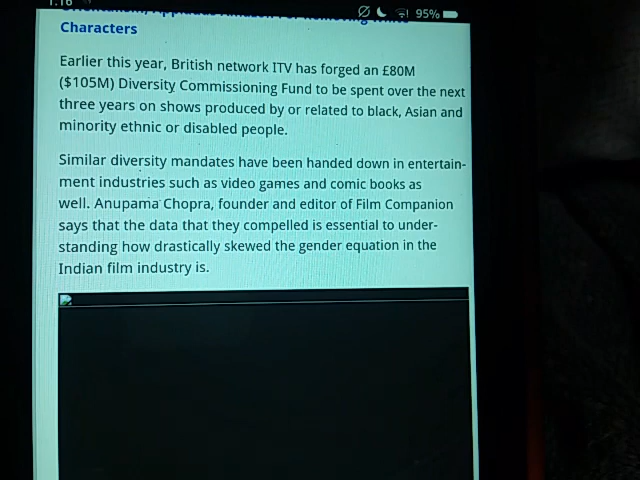 1:16
95%
Characters
Earlier this year, British network ITV has forged an £80M
($105M) Diversity Commissioning Fund to be spent over the next
three years on shows produced by or related to black, Asian and
minority ethnic or disabled people.
Similar diversity mandates have been handed down in entertain-
ment industries such as video games and comic books as
well. Anupama Chopra, founder and editor of Film Companion
says that the data that they compelled is essential to under-
standing how drastically skewed the gender equation in the
Indian film industry is.